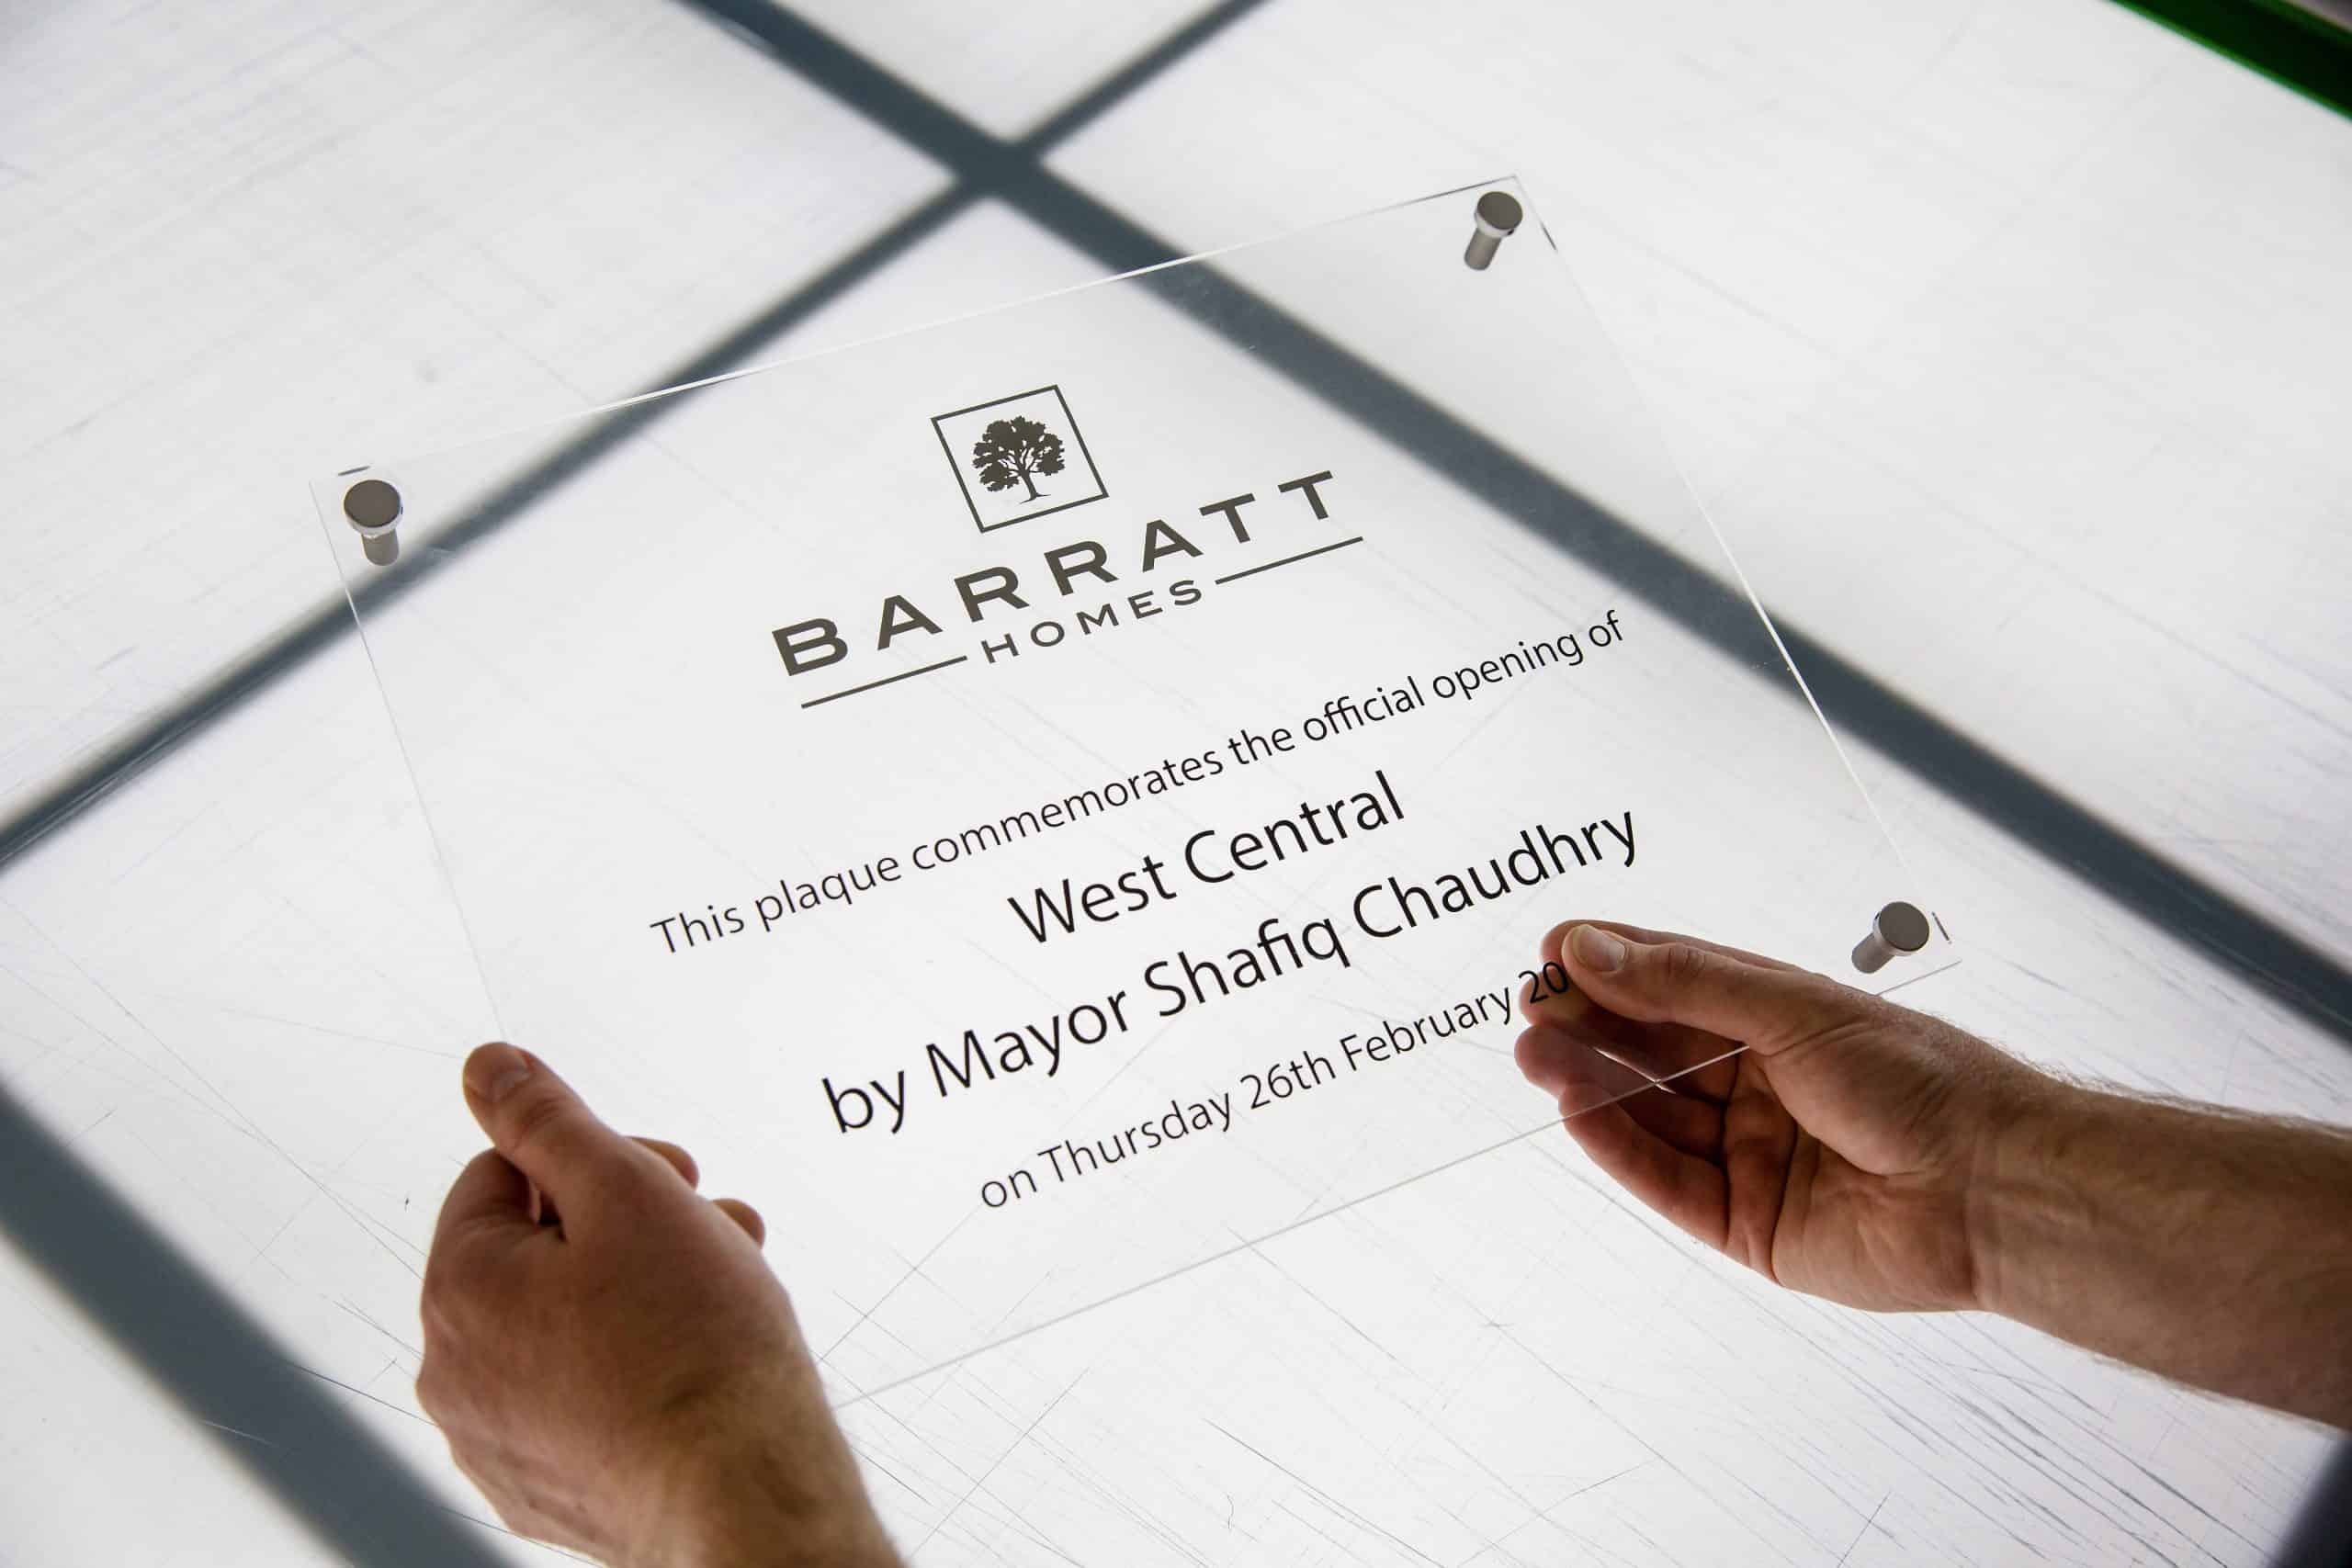 BARRATT
HOMES
This plaque commemorates the official opening of
West Central
by Mayor Shafiq Chaudhry
on Thursday 26th February 20